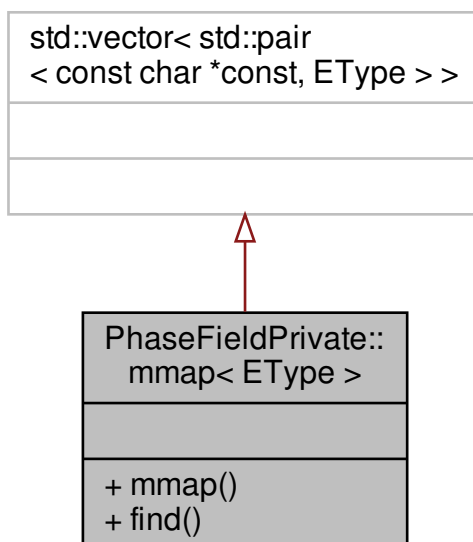 std::vector< std::pair
< const char *const, EType > >
PhaseFieldPrivate::
mmap< EType >
+ mmap()
+ find()